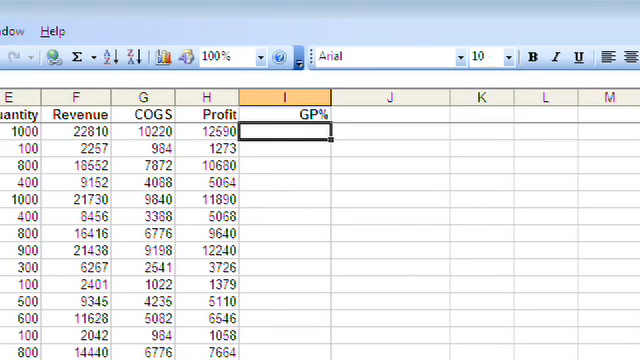 ndow Help
Σ A Z Z A 100% ? Arial 10 B I U
E F G H I J K L M
uantity Revenue COGS Profit GP%
1000 22810 10220 12590
100 2257 984 1273
800 18552 7872 10680
400 9152 4088 5064
1000 21730 9840 11890
400 8456 3388 5068
800 16416 6776 9640
900 21438 9198 12240
300 6267 2541 3726
100 2401 1022 1379
500 9345 4235 5110
600 11628 5082 6546
100 2042 984 1058
800 14440 6776 7664